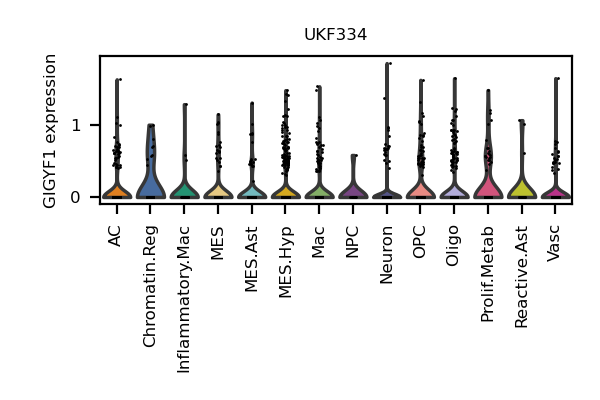 UKF334
GIGYF1 expression
1
0
AC
Chromatin.Reg
Inflammatory.Mac
MES
MES.Ast
MES.Hyp
Mac
NPC
Neuron
OPC
Oligo
Prolif.Metab
Reactive.Ast
Vasc